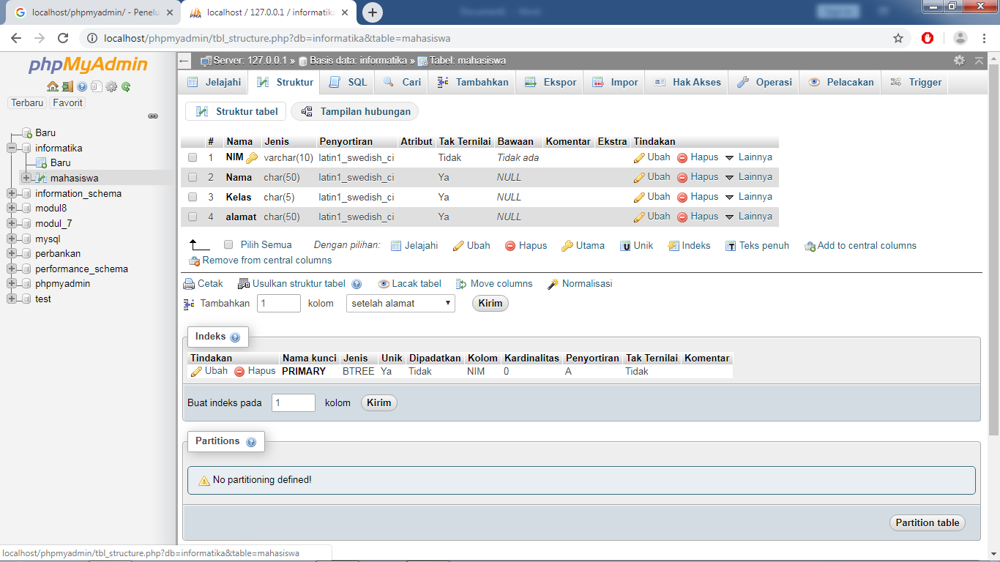 localhost/phpmyadmin/ - Penelu
localhost / 127.0.0.1 / informatika
localhost/phpmyadmin/tbl_structure.php?db=informatika&table=mahasiswa
phpMyAdmin
Terbaru Favorit
Baru
informatika
Baru
mahasiswa
information_schema
modul8
modul_7
mysql
perbankan
performance_schema
phpmyadmin
test
Server: 127.0.0.1 » Basis data: informatika » Tabel: mahasiswa
Jelajahi Struktur SQL Cari Tambahkan Ekspor Impor Hak Akses Operasi Pelacakan Trigger
Struktur tabel Tampilan hubungan
# Nama Jenis Penyortiran Atribut Tak Ternilai Bawaan Komentar Ekstra Tindakan
1 NIM varchar(10) latin1_swedish_ci Tidak Tidak ada Ubah Hapus Lainnya
2 Nama char(50) latin1_swedish_ci Ya NULL Ubah Hapus Lainnya
3 Kelas char(5) latin1_swedish_ci Ya NULL Ubah Hapus Lainnya
4 alamat char(50) latin1_swedish_ci Ya NULL Ubah Hapus Lainnya
Pilih Semua Dengan pilihan: Jelajahi Ubah Hapus Utama Unik Indeks Teks penuh Add to central columns
Remove from central columns
Cetak Usulkan struktur tabel Lacak tabel Move columns Normalisasi
Tambahkan 1 kolom setelah alamat Kirim
Indeks
Tindakan Nama kunci Jenis Unik Dipadatkan Kolom Kardinalitas Penyortiran Tak Ternilai Komentar
Ubah Hapus PRIMARY BTREE Ya Tidak NIM 0 A Tidak
Buat indeks pada 1 kolom Kirim
Partitions
No partitioning defined!
Partition table
localhost/phpmyadmin/tbl_structure.php?db=informatika&table=mahasiswa